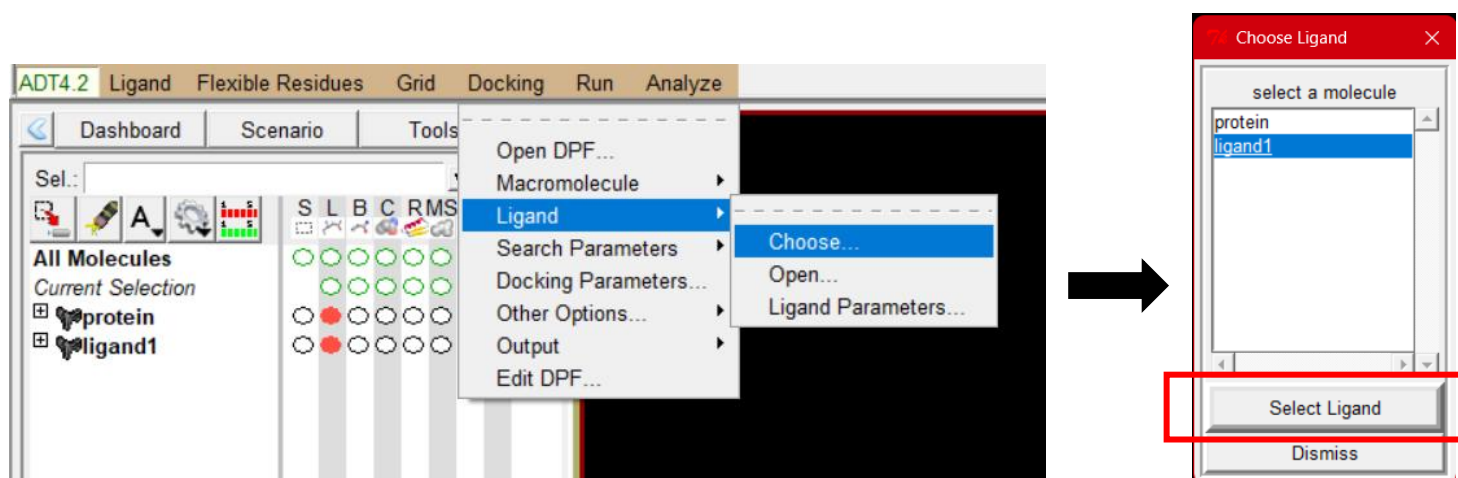 ADT4.2 Ligand Flexible Residues Grid Docking Run Analyze
Dashboard Scenario Tools
Sel.:
A
S L B C R MS
All Molecules
Current Selection
protein
ligand1
Open DPF...
Macromolecule
Ligand
Search Parameters
Docking Parameters...
Other Options...
Output
Edit DPF...
Choose...
Open...
Ligand Parameters...
Choose Ligand
select a molecule
protein
ligand1
Select Ligand
Dismiss